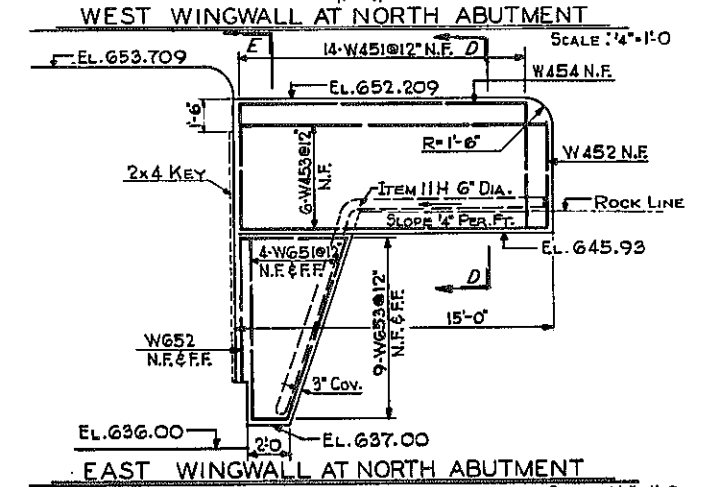 WEST WINGWALL AT NORTH ABUTMENT
SCALE: 1/4"=1'-0
E
14-W451@12" N.F.
D
EL.653.709
W454 N.F.
EL.652.209
1'-6"
R=1'-6"
6-W453@12"
N.F.
W452 N.F.
2x4 KEY
ITEM 11H 6" DIA.
ROCK LINE
SLOPE 1/4" PER.FT.
EL.645.93
4-W651@12"
N.F.& F.F.
D
9-W653@12"
N.F.& F.F.
15'-0"
W652
N.F.& F.F.
3" COV.
EL.636.00
2'0
EL.637.00
EAST WINGWALL AT NORTH ABUTMENT